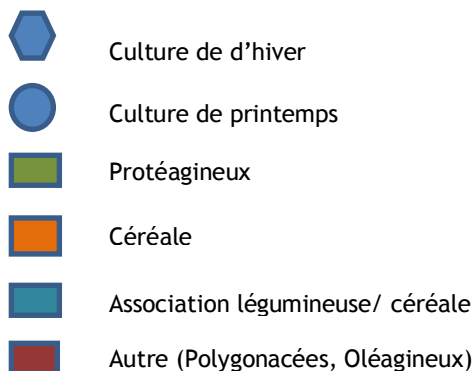 Culture de d’hiver
Culture de printemps
Protéagineux
Céréale
Association légumineuse/ céréale
Autre (Polygonacées, Oléagineux)